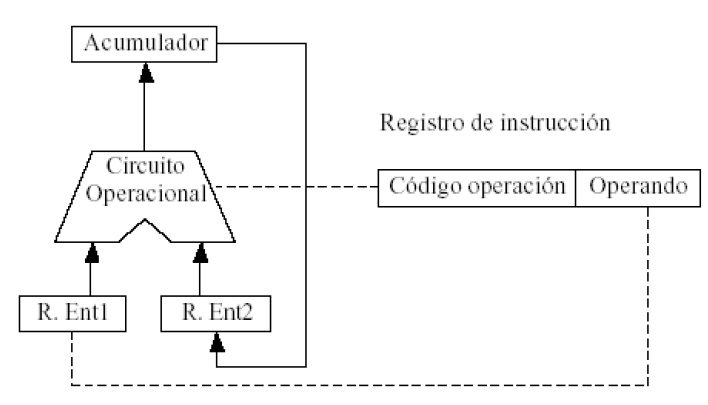 Acumulador
Registro de instrucción
Circuito
Operacional
Código operación
Operando
R. Ent1
R. Ent2